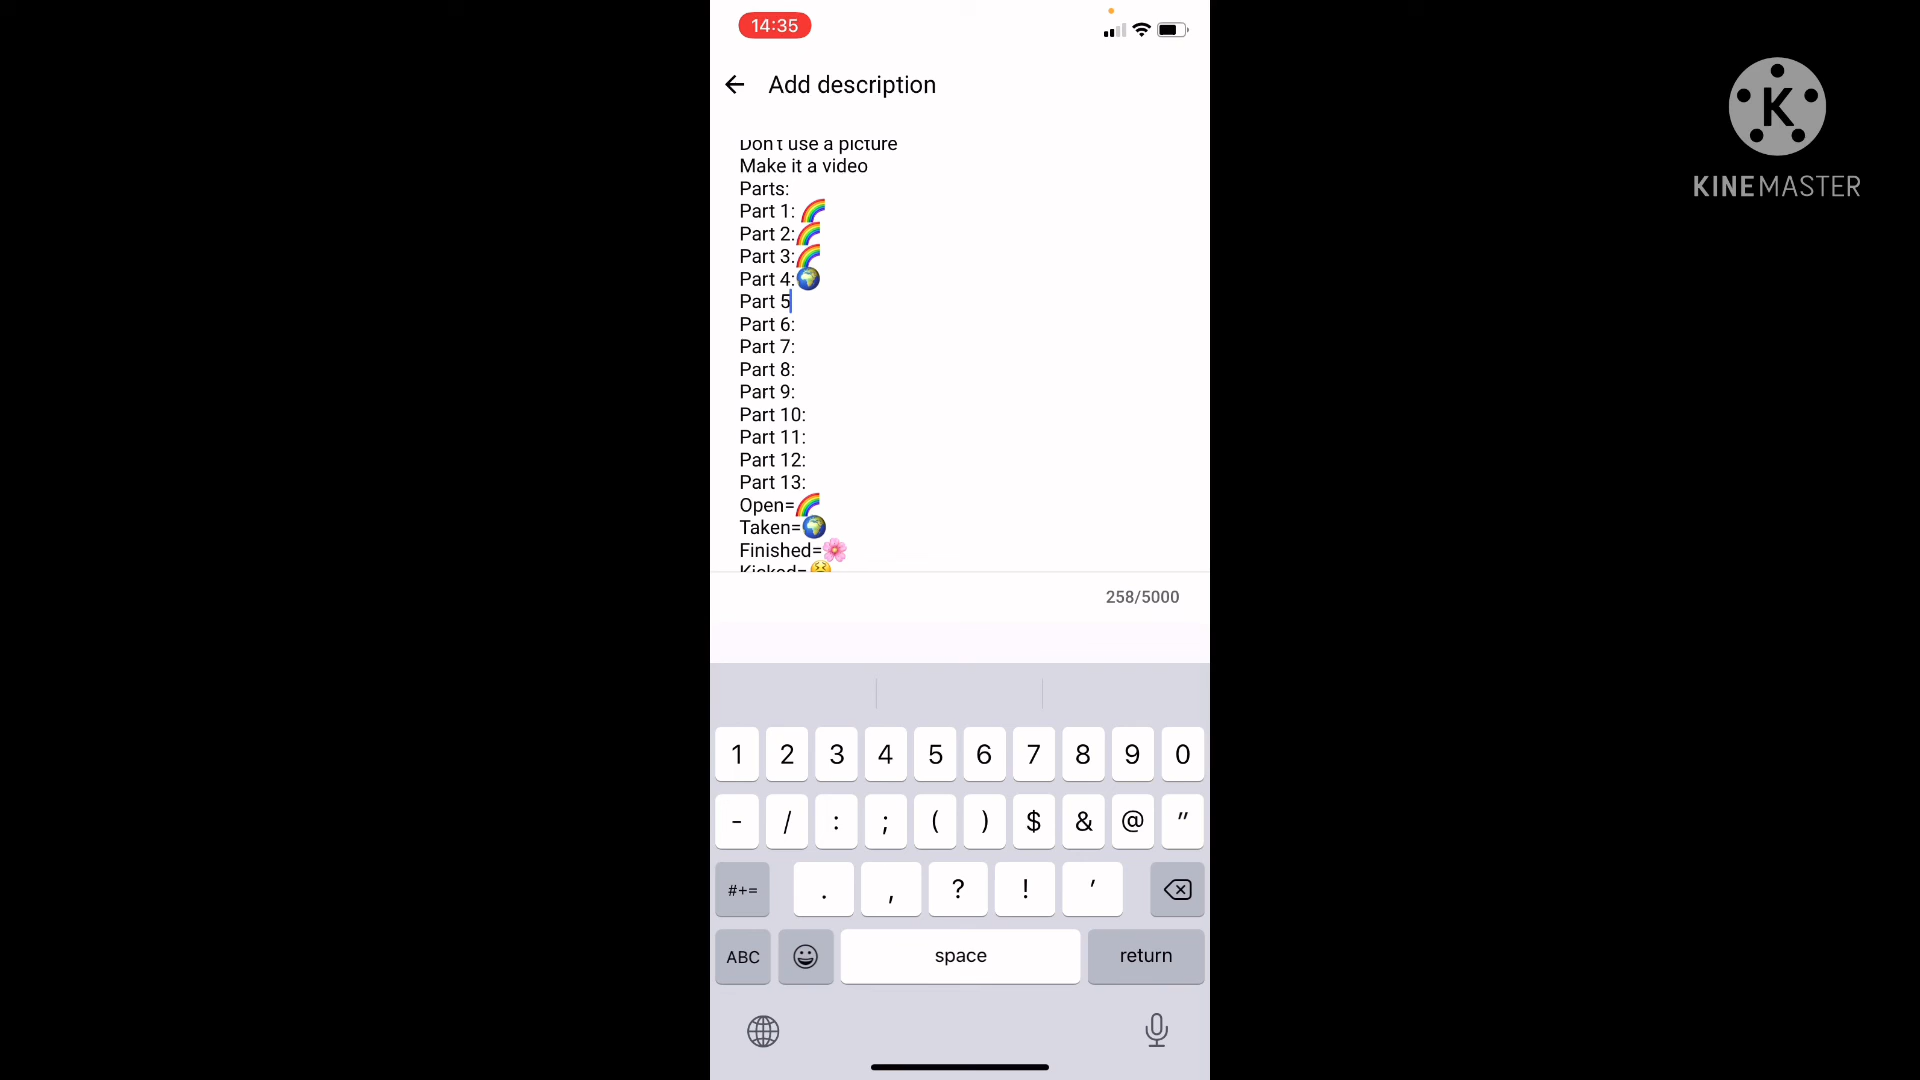 14:35
Add description
Don't use a picture
Make it a video
Parts:
Part 1: 🌈
Part 2:🌈
Part 3:🌈
Part 4:🌍
Part 5
Part 6:
Part 7:
Part 8:
Part 9:
Part 10:
Part 11:
Part 12:
Part 13:
Open=🌈
Taken=🌍
Finished=🌸
Kicked=😣
258/5000
1 2 3 4 5 6 7 8 9 0
- / : ; ( ) $ & @ "
#+= . , ? ! '
ABC space return
K
KINEMASTER